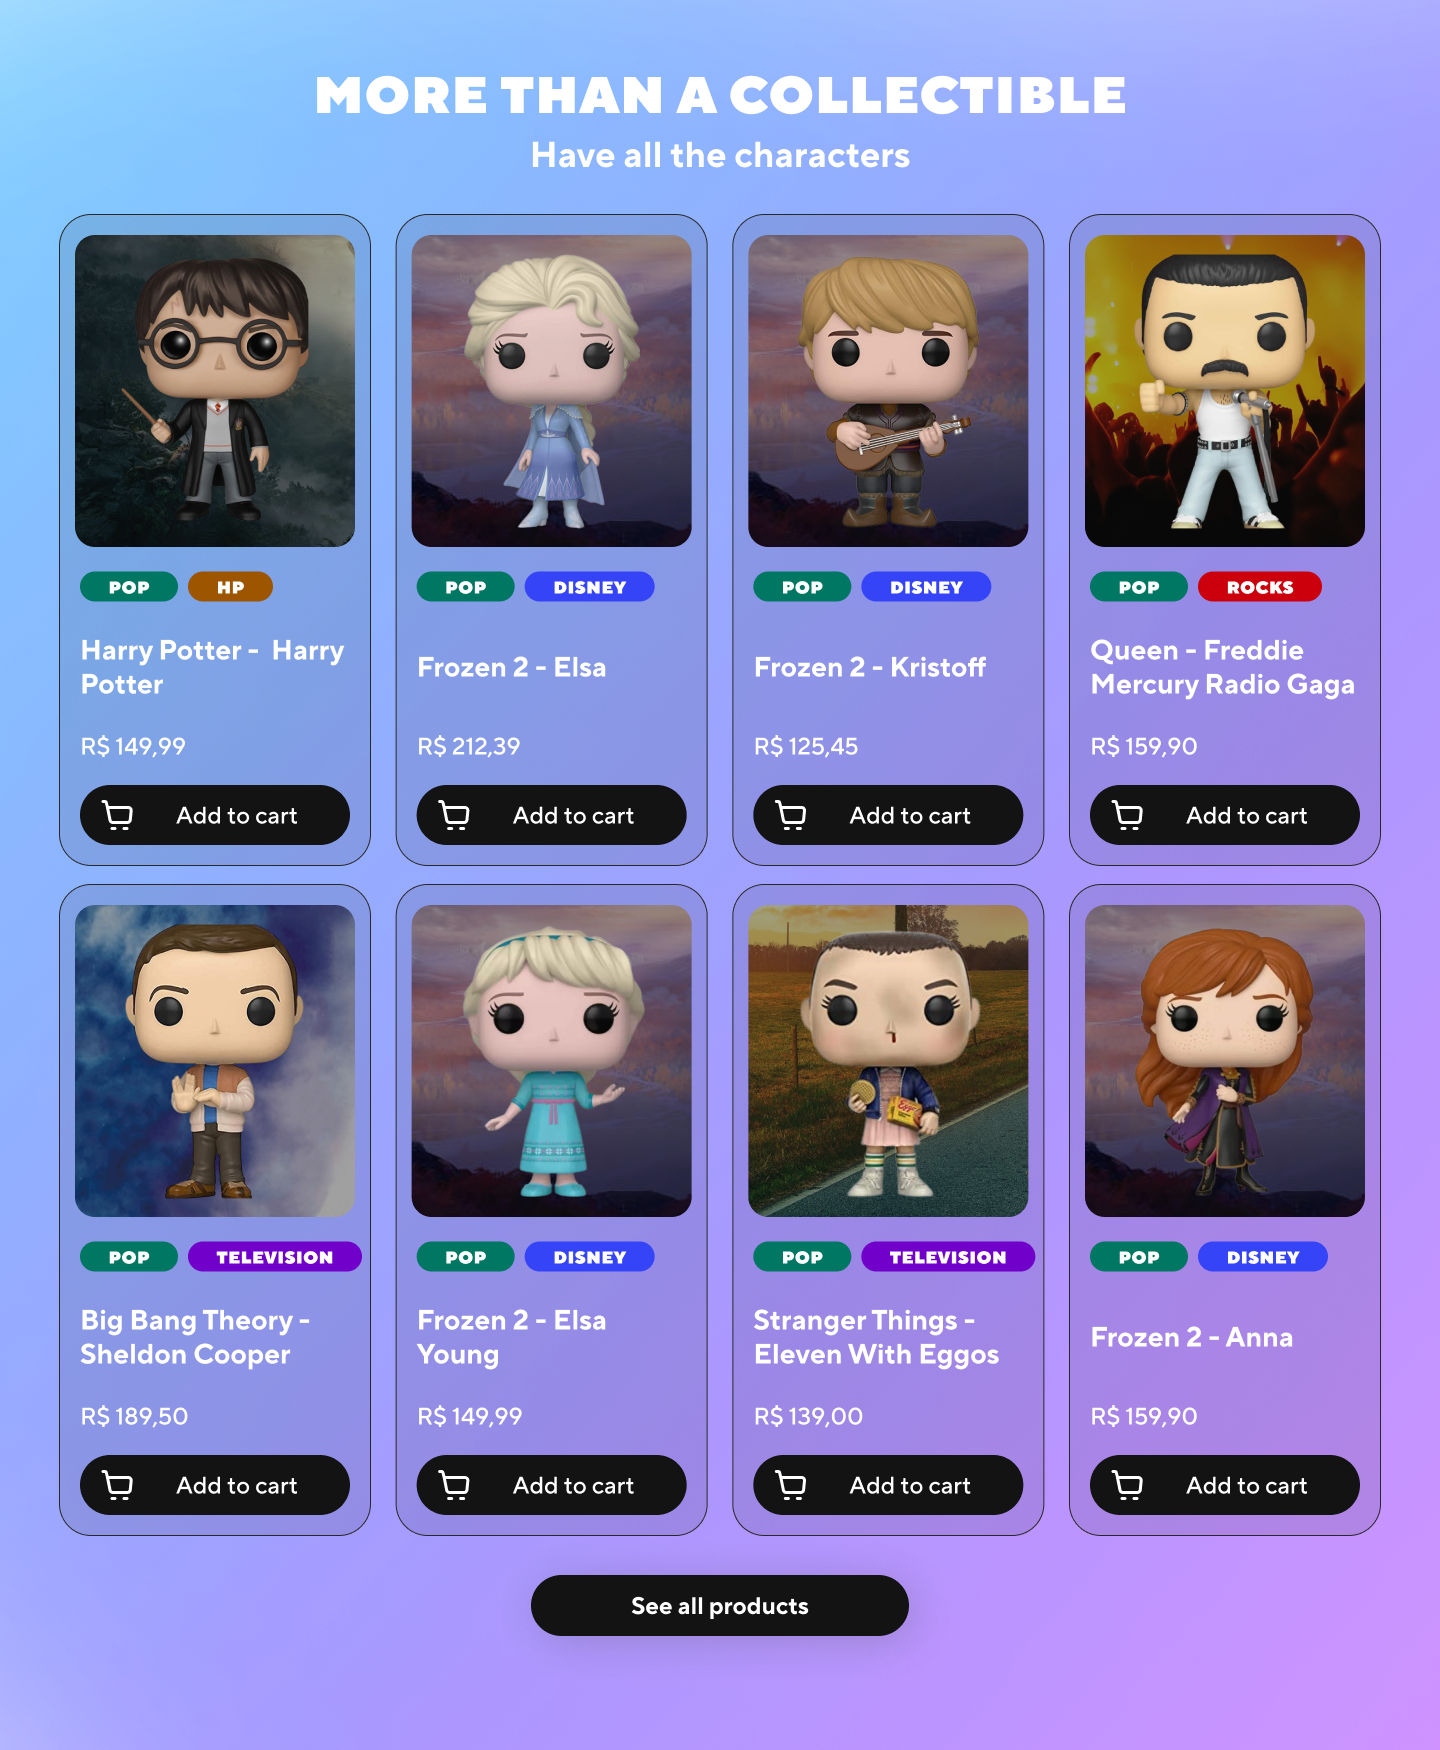 MORE THAN A COLLECTIBLE
Have all the characters
POP
HP
Harry Potter - Harry
Potter
R$ 149,99
Add to cart
POP
DISNEY
Frozen 2 - Elsa
R$ 212,39
Add to cart
POP
DISNEY
Frozen 2 - Kristoff
R$ 125,45
Add to cart
POP
ROCKS
Queen - Freddie
Mercury Radio Gaga
R$ 159,90
Add to cart
POP
TELEVISION
Big Bang Theory -
Sheldon Cooper
R$ 189,50
Add to cart
POP
DISNEY
Frozen 2 - Elsa
Young
R$ 149,99
Add to cart
POP
TELEVISION
Stranger Things -
Eleven With Eggos
R$ 139,00
Add to cart
POP
DISNEY
Frozen 2 - Anna
R$ 159,90
Add to cart
See all products